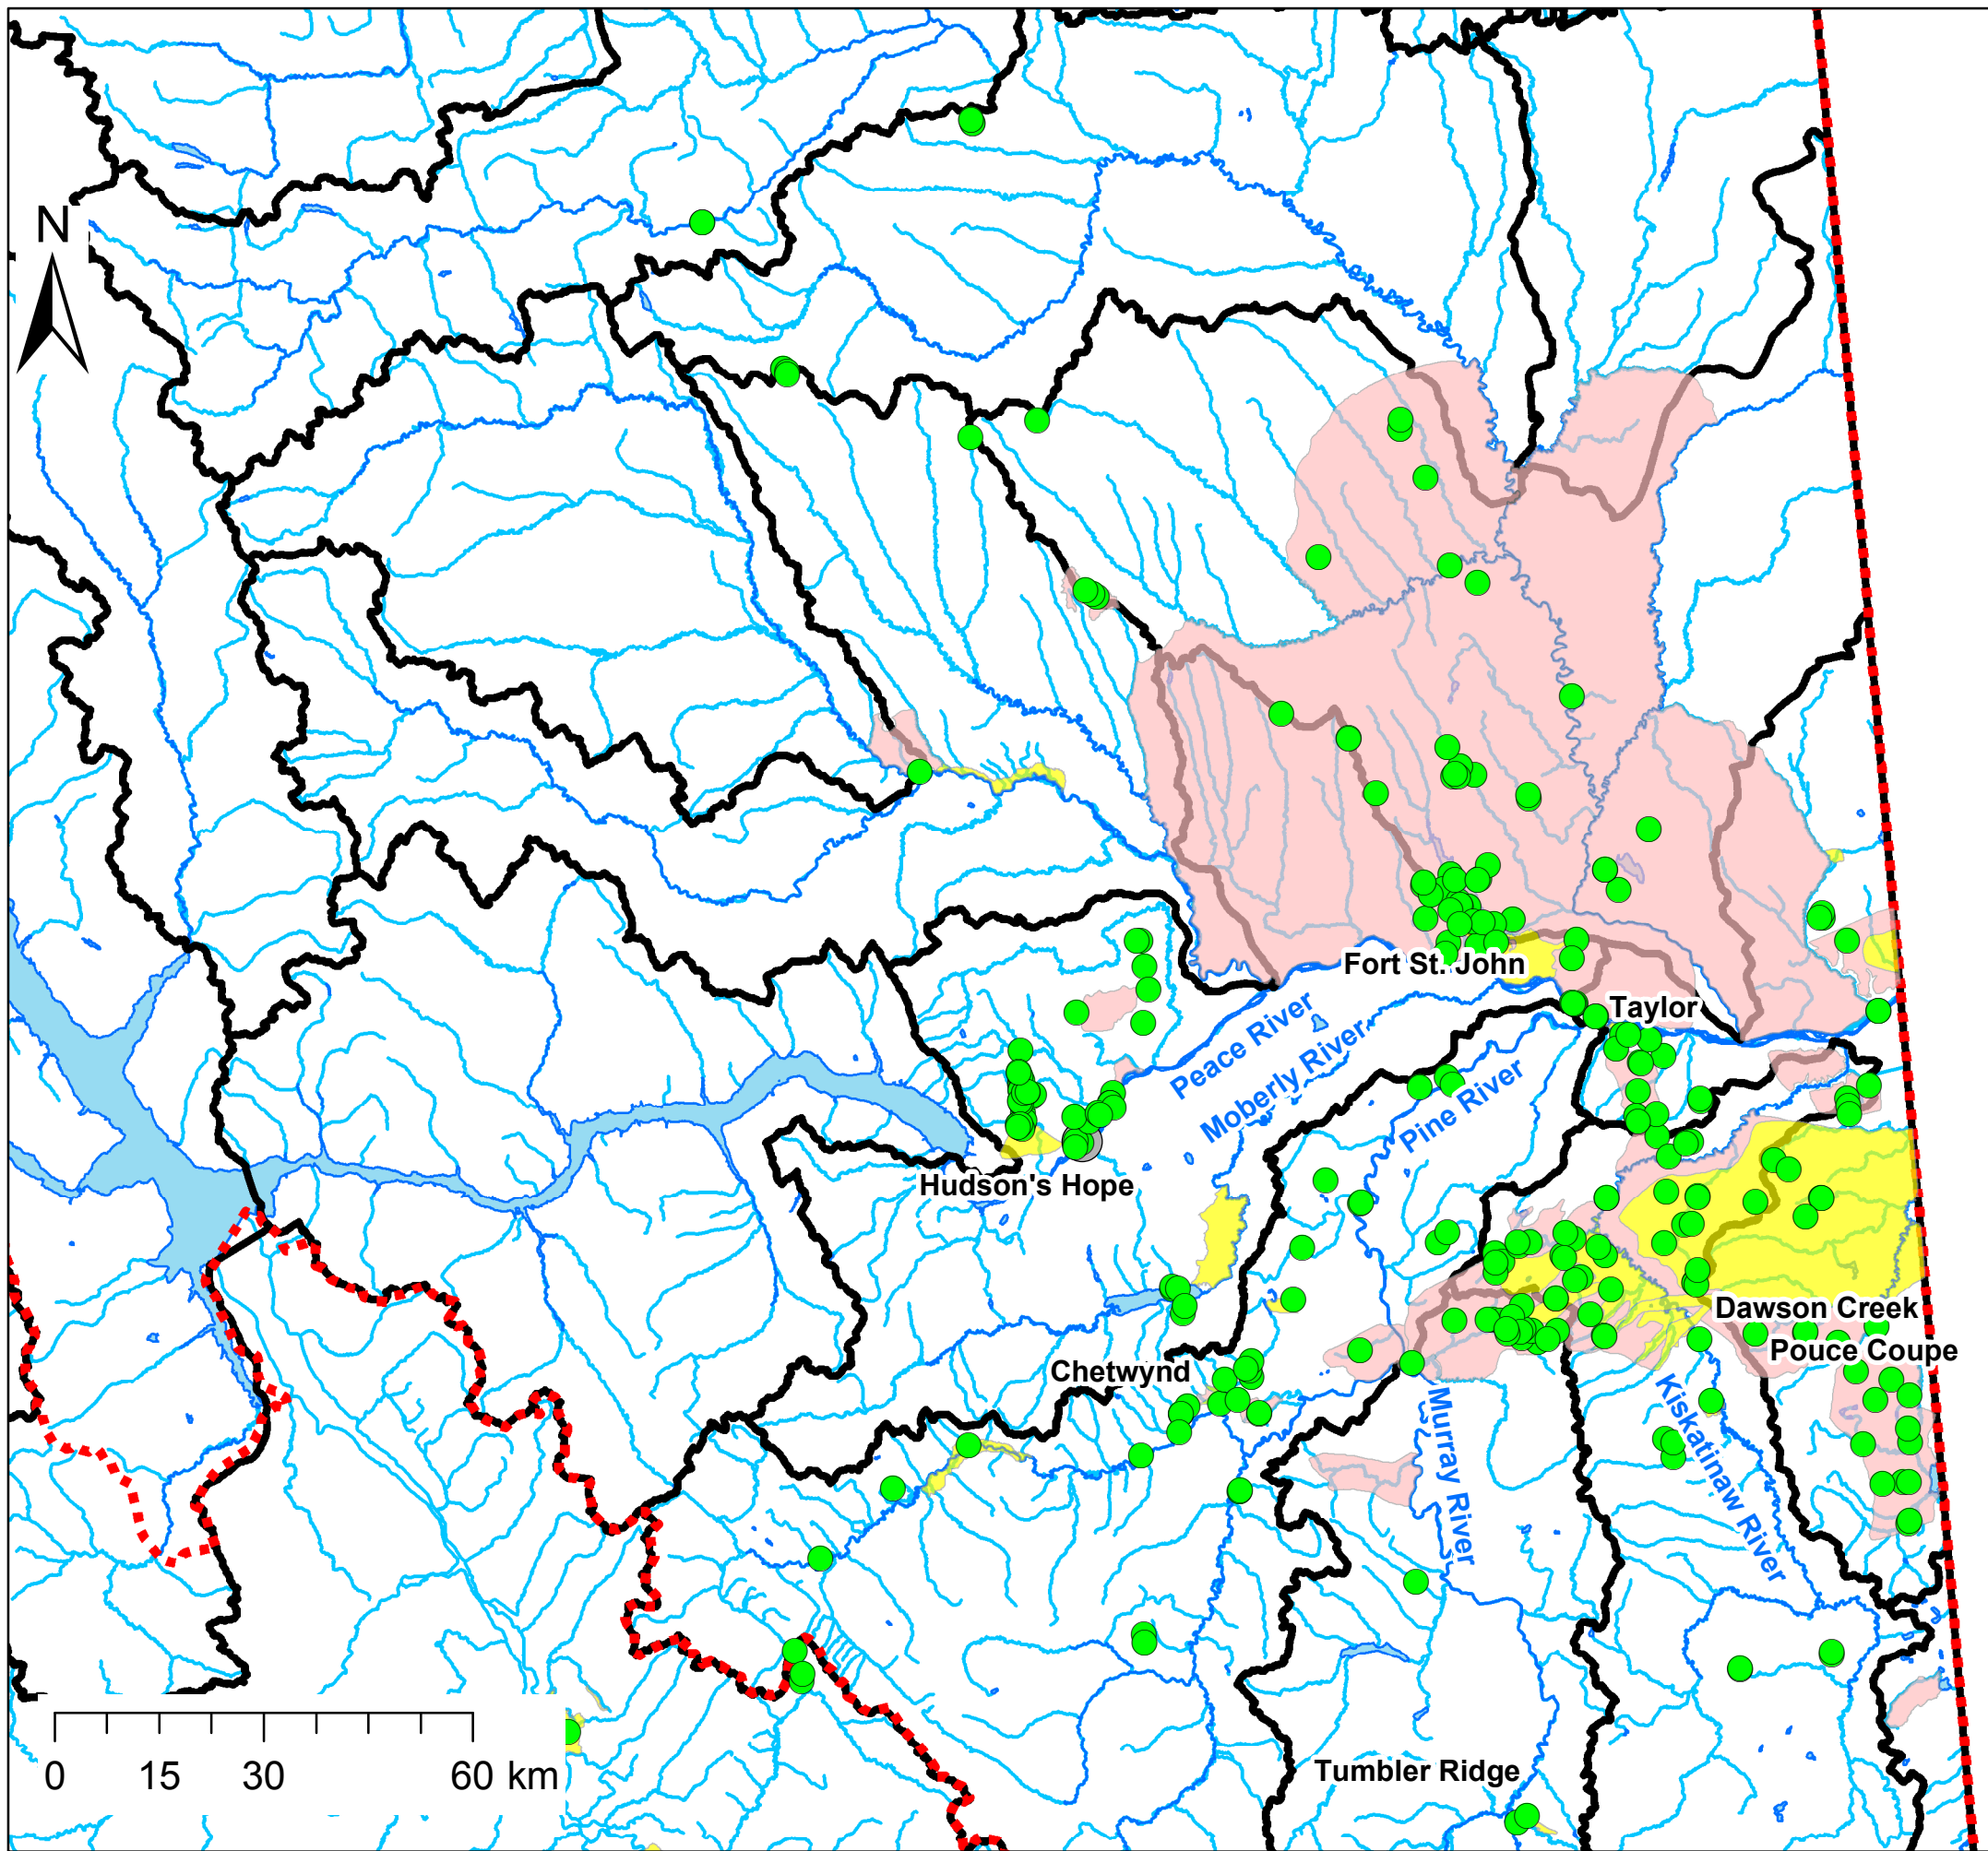 N
Fort St. John
Taylor
Peace River
Moberly River
Pine River
Hudson's Hope
Dawson Creek
Pouce Coupe
Chetwynd
Murray River
Kiskatinaw River
Tumbler Ridge
0 15 30 60 km